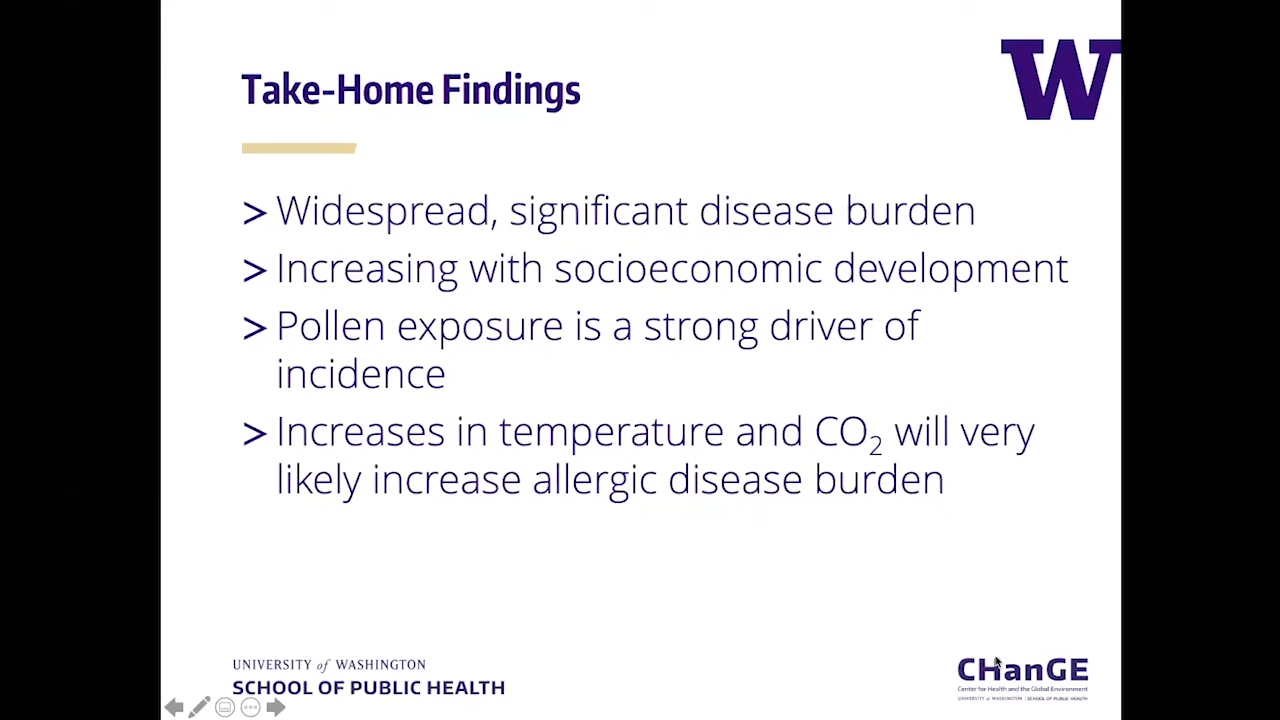 W
Take-Home Findings
> Widespread, significant disease burden
> Increasing with socioeconomic development
> Pollen exposure is a strong driver of
incidence
> Increases in temperature and CO₂ will very
likely increase allergic disease burden
UNIVERSITY of WASHINGTON
SCHOOL OF PUBLIC HEALTH
CHanGE
Center for Health and the Global Environment
UNIVERSITY of WASHINGTON | SCHOOL OF PUBLIC HEALTH